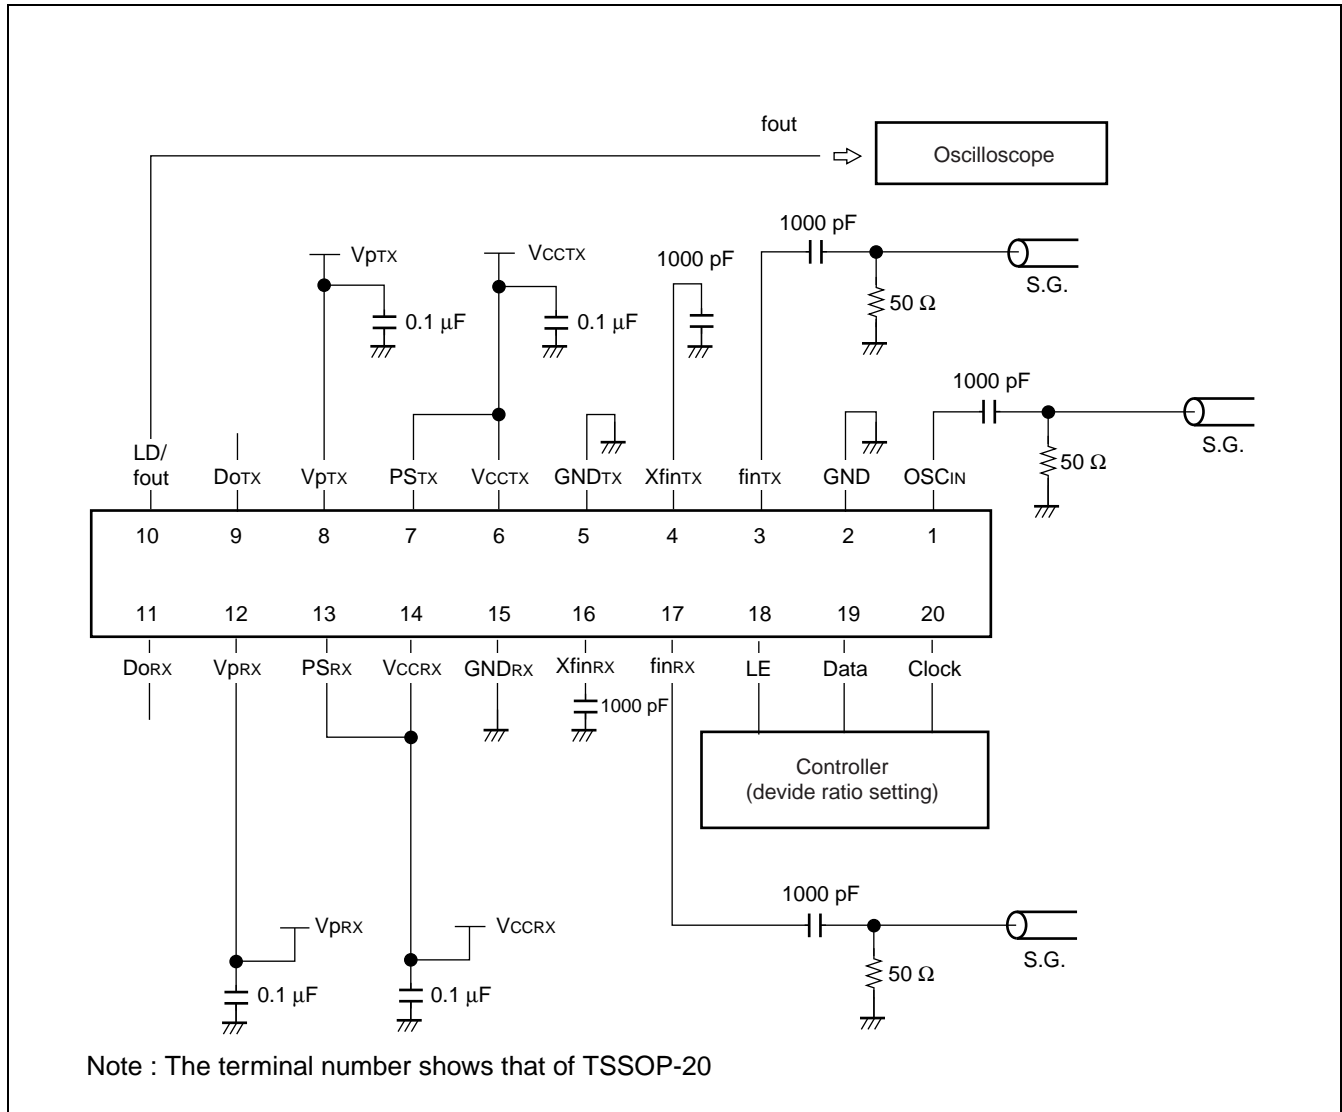 fout
Oscilloscope
1000 pF
VpTX
VCCTX
1000 pF
S.G.
50 Ω
0.1 µF
0.1 µF
1000 pF
S.G.
50 Ω
LD/
fout
DoTX
VpTX
PSTX
VCCTX
GNDTX
XfinTX
finTX
GND
OSCIN
10 9 8 7 6 5 4 3 2 1
11 12 13 14 15 16 17 18 19 20
DoRX
VpRX
PSRX
VCCRX
GNDRX
XfinRX
finRX
LE
Data
Clock
1000 pF
Controller
(devide ratio setting)
1000 pF
VpRX
VCCRX
S.G.
50 Ω
0.1 µF
0.1 µF
Note : The terminal number shows that of TSSOP-20